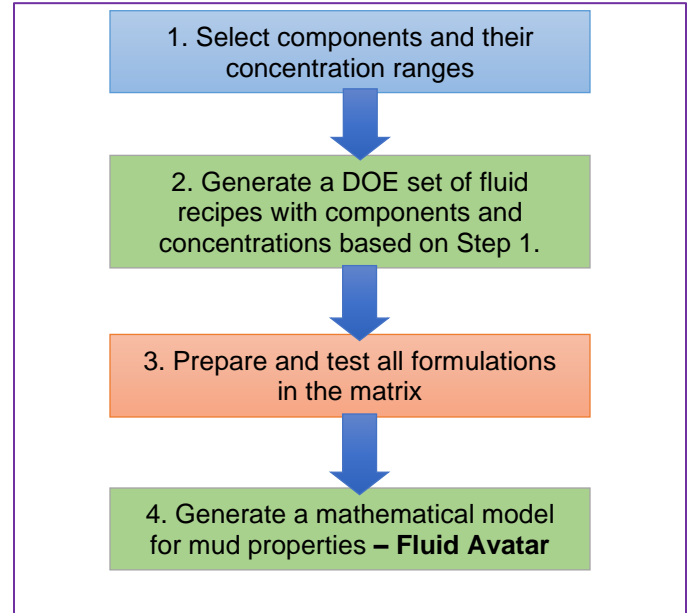 1. Select components and their
concentration ranges
2. Generate a DOE set of fluid
recipes with components and
concentrations based on Step 1.
3. Prepare and test all formulations
in the matrix
4. Generate a mathematical model
for mud properties – Fluid Avatar